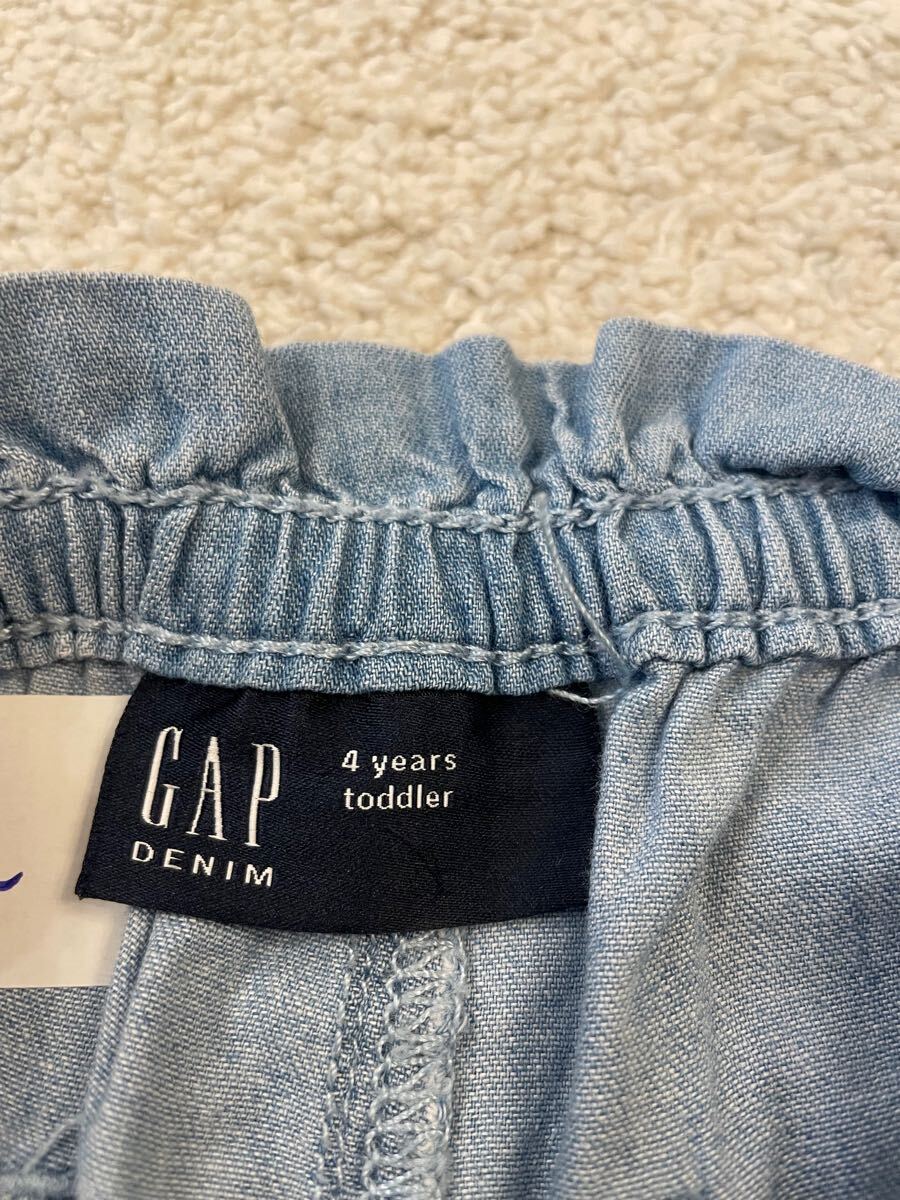 GAP
DENIM
4 years
toddler